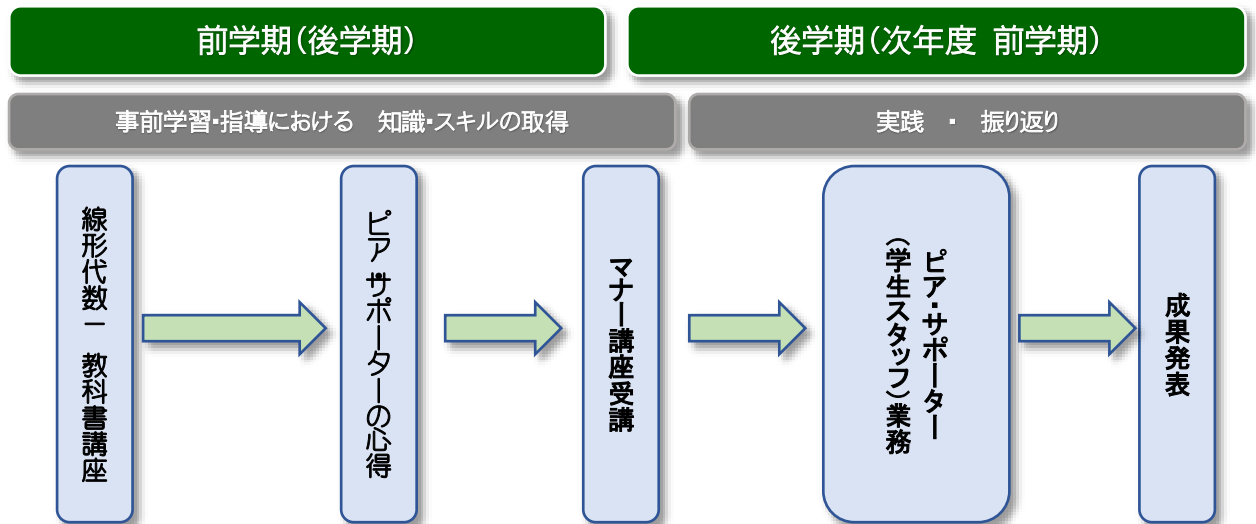 前学期(後学期)
後学期(次年度 前学期)
事前学習・指導における 知識・スキルの取得
実践 ・ 振り返り
線形代数ー 教科書講座
ピア・サポーターの心得
マナー講座受講
ピア・サポーター
(学生スタッフ)業務
成果発表